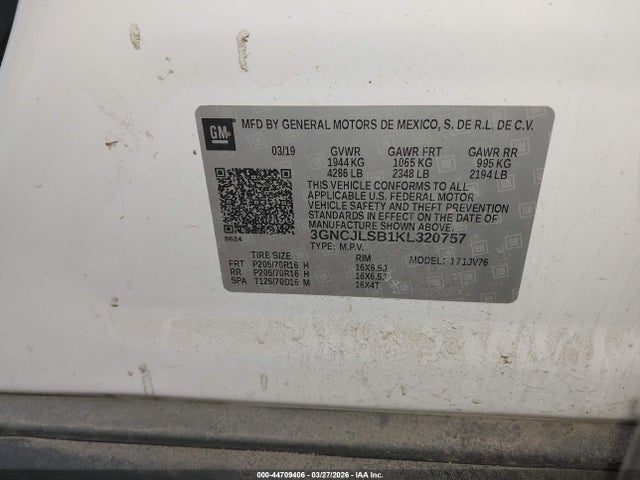 GM
MFD BY GENERAL MOTORS DE MEXICO, S. DE R.L. DE C.V.
03/19 GVWR GAWR FRT GAWR RR
1944 KG 1065 KG 995 KG
4286 LB 2348 LB 2194 LB
THIS VEHICLE CONFORMS TO ALL
APPLICABLE U.S. FEDERAL MOTOR
VEHICLE SAFETY AND THEFT PREVENTION
STANDARDS IN EFFECT ON THE DATE OF
MANUFACTURE SHOWN ABOVE.
3GNCJLSB1KL320757
8624 TYPE: M.P.V.
TIRE SIZE RIM MODEL: 1?1JV76
FRT P205/70R16 H 16X6.5J
RR P205/70R16 H 16X6.5J
SPA T125/70D16 M 16X4T
000-44709406 - 03/27/2026 - IAA Inc.